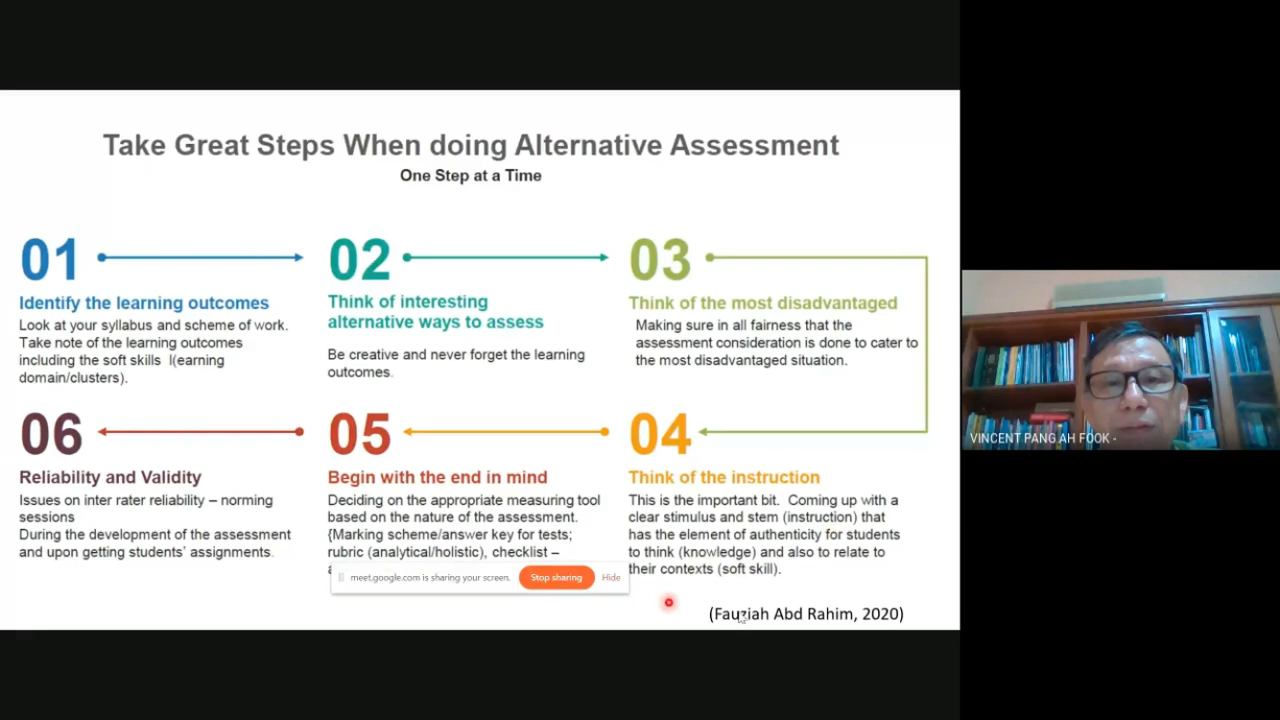 Take Great Steps When doing Alternative Assessment
One Step at a Time
01
Identify the learning outcomes
Look at your syllabus and scheme of work.
Take note of the learning outcomes
including the soft skills l(earning
domain/clusters).
02
Think of interesting
alternative ways to assess
Be creative and never forget the learning
outcomes.
03
Think of the most disadvantaged
Making sure in all fairness that the
assessment consideration is done to cater to
the most disadvantaged situation.
04
Think of the instruction
This is the important bit. Coming up with a
clear stimulus and stem (instruction) that
has the element of authenticity for students
to think (knowledge) and also to relate to
their contexts (soft skill).
05
Begin with the end in mind
Deciding on the appropriate measuring tool
based on the nature of the assessment.
{Marking scheme/answer key for tests;
rubric (analytical/holistic), checklist –
06
Reliability and Validity
Issues on inter rater reliability – norming
sessions
During the development of the assessment
and upon getting students’ assignments.
meet.google.com is sharing your screen.
Stop sharing
Hide
(Fauziah Abd Rahim, 2020)
VINCENT PANG AH FOOK -